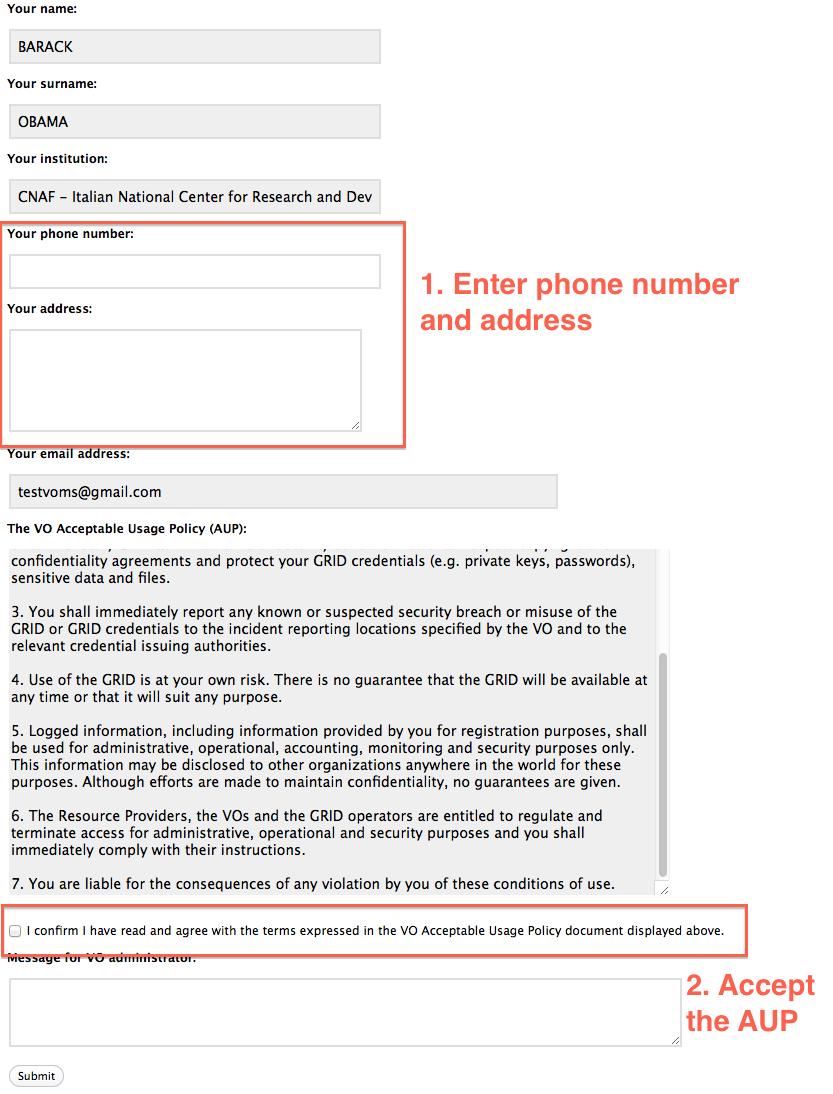 Your name:
BARACK
Your surname:
OBAMA
Your institution:
CNAF – Italian National Center for Research and Dev
Your phone number:
1. Enter phone number
and address
Your address:
Your email address:
testvoms@gmail.com
The VO Acceptable Usage Policy (AUP):
confidentiality agreements and protect your GRID credentials (e.g. private keys, passwords),
sensitive data and files.
3. You shall immediately report any known or suspected security breach or misuse of the
GRID or GRID credentials to the incident reporting locations specified by the VO and to the
relevant credential issuing authorities.
4. Use of the GRID is at your own risk. There is no guarantee that the GRID will be available at
any time or that it will suit any purpose.
5. Logged information, including information provided by you for registration purposes, shall
be used for administrative, operational, accounting, monitoring and security purposes only.
This information may be disclosed to other organizations anywhere in the world for these
purposes. Although efforts are made to maintain confidentiality, no guarantees are given.
6. The Resource Providers, the VOs and the GRID operators are entitled to regulate and
terminate access for administrative, operational and security purposes and you shall
immediately comply with their instructions.
7. You are liable for the consequences of any violation by you of these conditions of use.
I confirm I have read and agree with the terms expressed in the VO Acceptable Usage Policy document displayed above.
Message for VO administrator:
2. Accept
the AUP
Submit